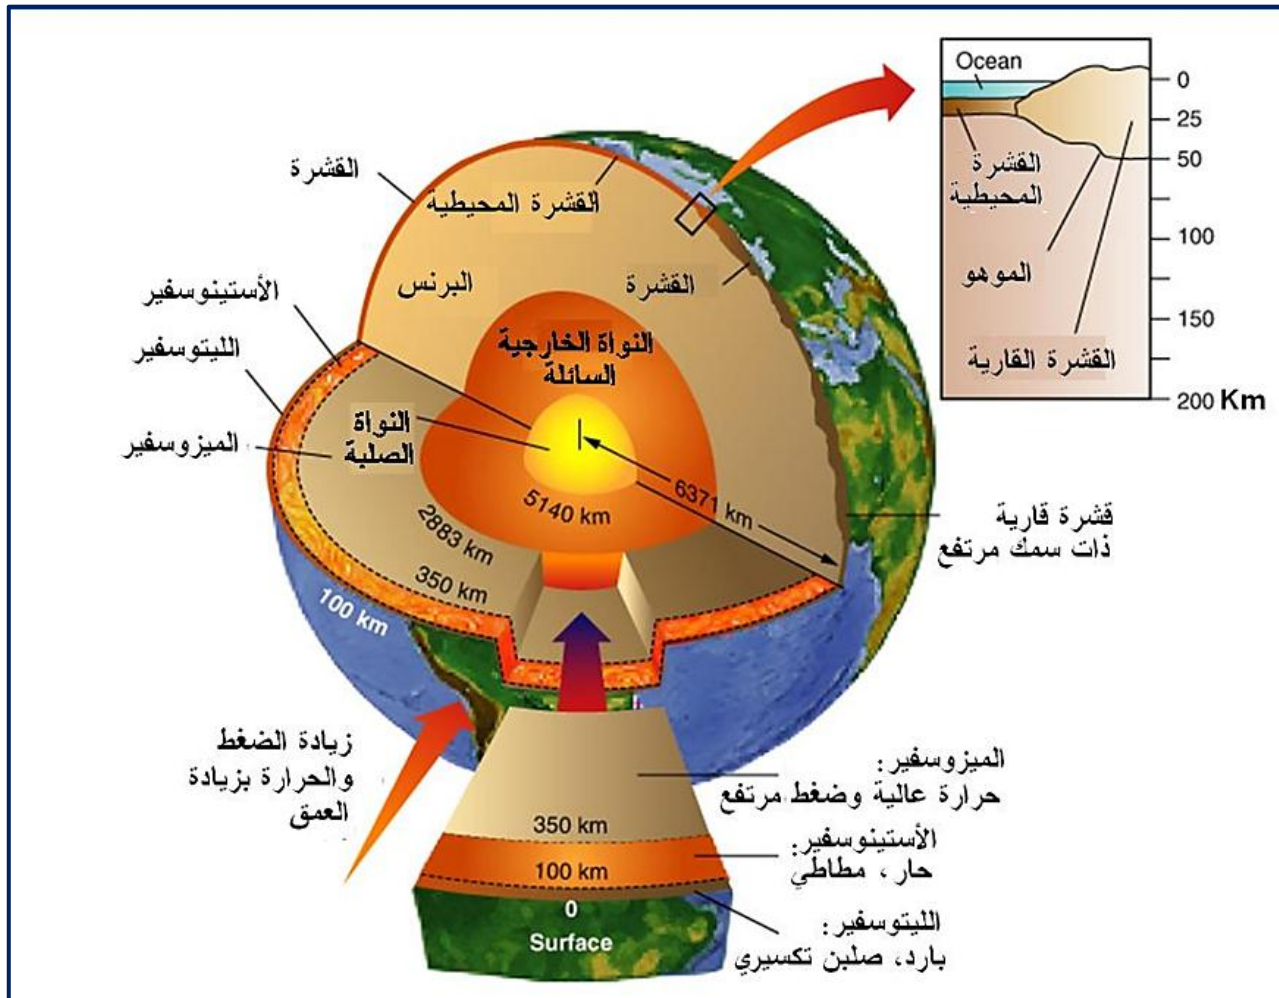 Ocean
0
25
50
100
150
200 Km
القشرة
المحيطية
الموهو
القشرة القارية
القشرة
القشرة المحيطية
الأستينوسفير
البرنس
القشرة
الليتوسفير
النواة الخارجية
السائلة
النواة
الصلبة
الميزوسفير
6371 km
5140 km
2883 km
350 km
100 km
قشرة قارية
ذات سمك مرتفع
زيادة الضغط
والحرارة بزيادة
العمق
الميزوسفير:
حرارة عالية وضغط مرتفع
350 km
الأستينوسفير:
حار، مطاطي
100 km
0
Surface
الليتوسفير:
بارد، صلبن تكسيري